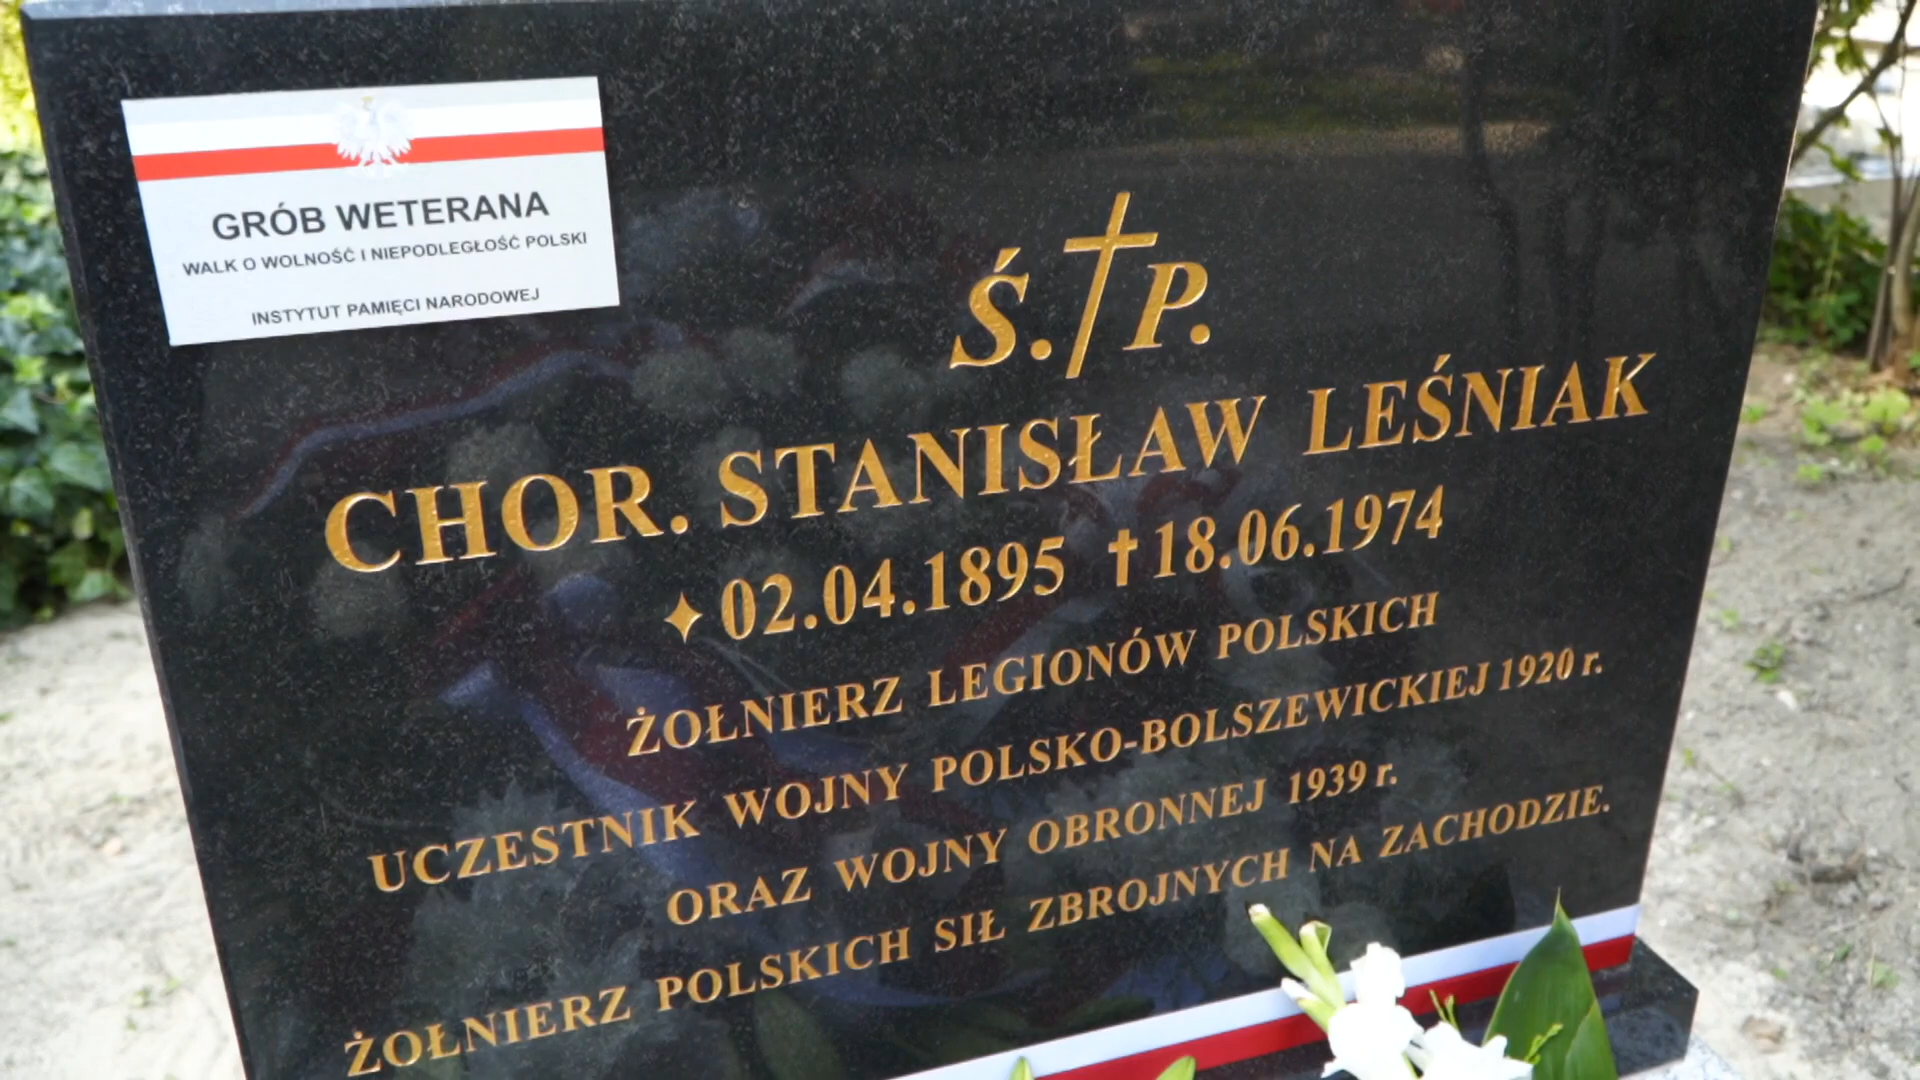 GRÓB WETERANA
WALK O WOLNOŚĆ I NIEPODLEGŁOŚĆ POLSKI
INSTYTUT PAMIĘCI NARODOWEJ
Ś.†P.
CHOR. STANISŁAW LEŚNIAK
✦02.04.1895 †18.06.1974
ŻOŁNIERZ LEGIONÓW POLSKICH
UCZESTNIK WOJNY POLSKO-BOLSZEWICKIEJ 1920 r.
ORAZ WOJNY OBRONNEJ 1939 r.
ŻOŁNIERZ POLSKICH SIŁ ZBROJNYCH NA ZACHODZIE.